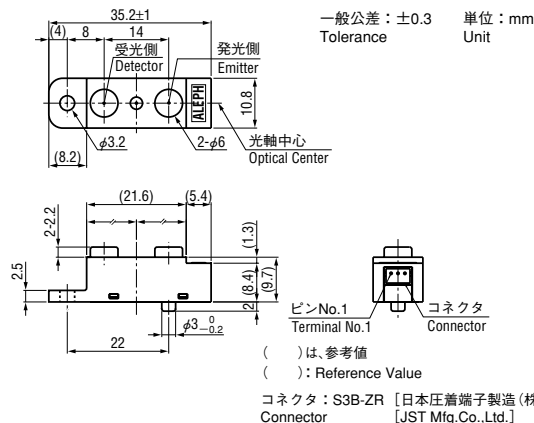 35.2±1
(4)
8
14
受光側
Detector
発光側
Emitter
ALEPH
10.8
φ3.2
2-φ6
光軸中心
Optical Center
(8.2)
一般公差：±0.3 単位：mm
Tolerance Unit
(21.6)
(5.4)
2-2.2
2.5
(1.3)
(8.4)
(9.7)
2
φ3 0 -0.2
22
ピンNo.1
Terminal No.1
コネクタ
Connector
( )は、参考値
( ) : Reference Value
コネクタ：S3B-ZR [日本圧着端子製造(株
Connector [JST Mfg.Co.,Ltd.]